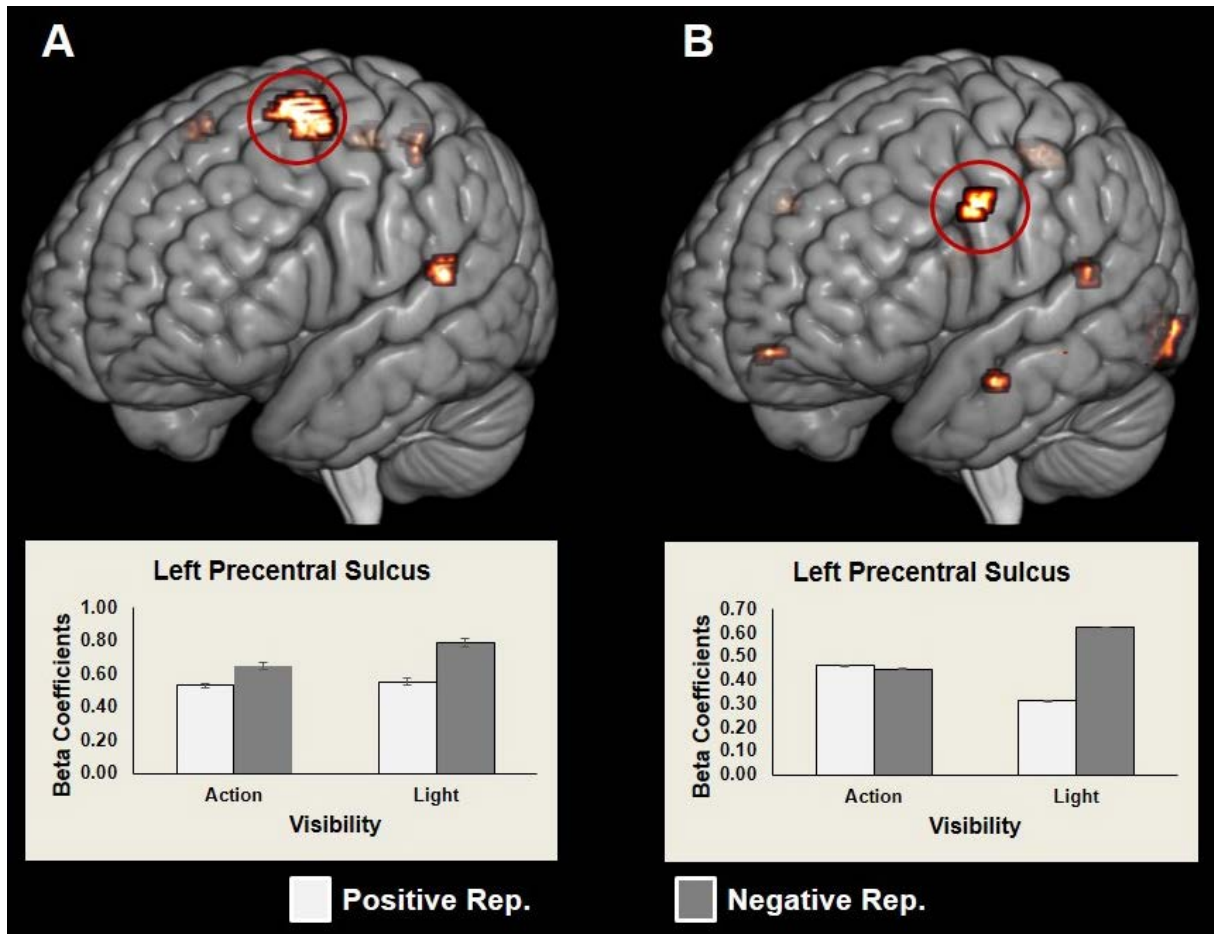 A
B
Left Precentral Sulcus
Beta Coefficients
1.00
0.80
0.60
0.40
0.20
0.00
Action
Light
Visibility
Left Precentral Sulcus
Beta Coefficients
0.70
0.60
0.50
0.40
0.30
0.20
0.10
0.00
Action
Light
Visibility
Positive Rep.
Negative Rep.